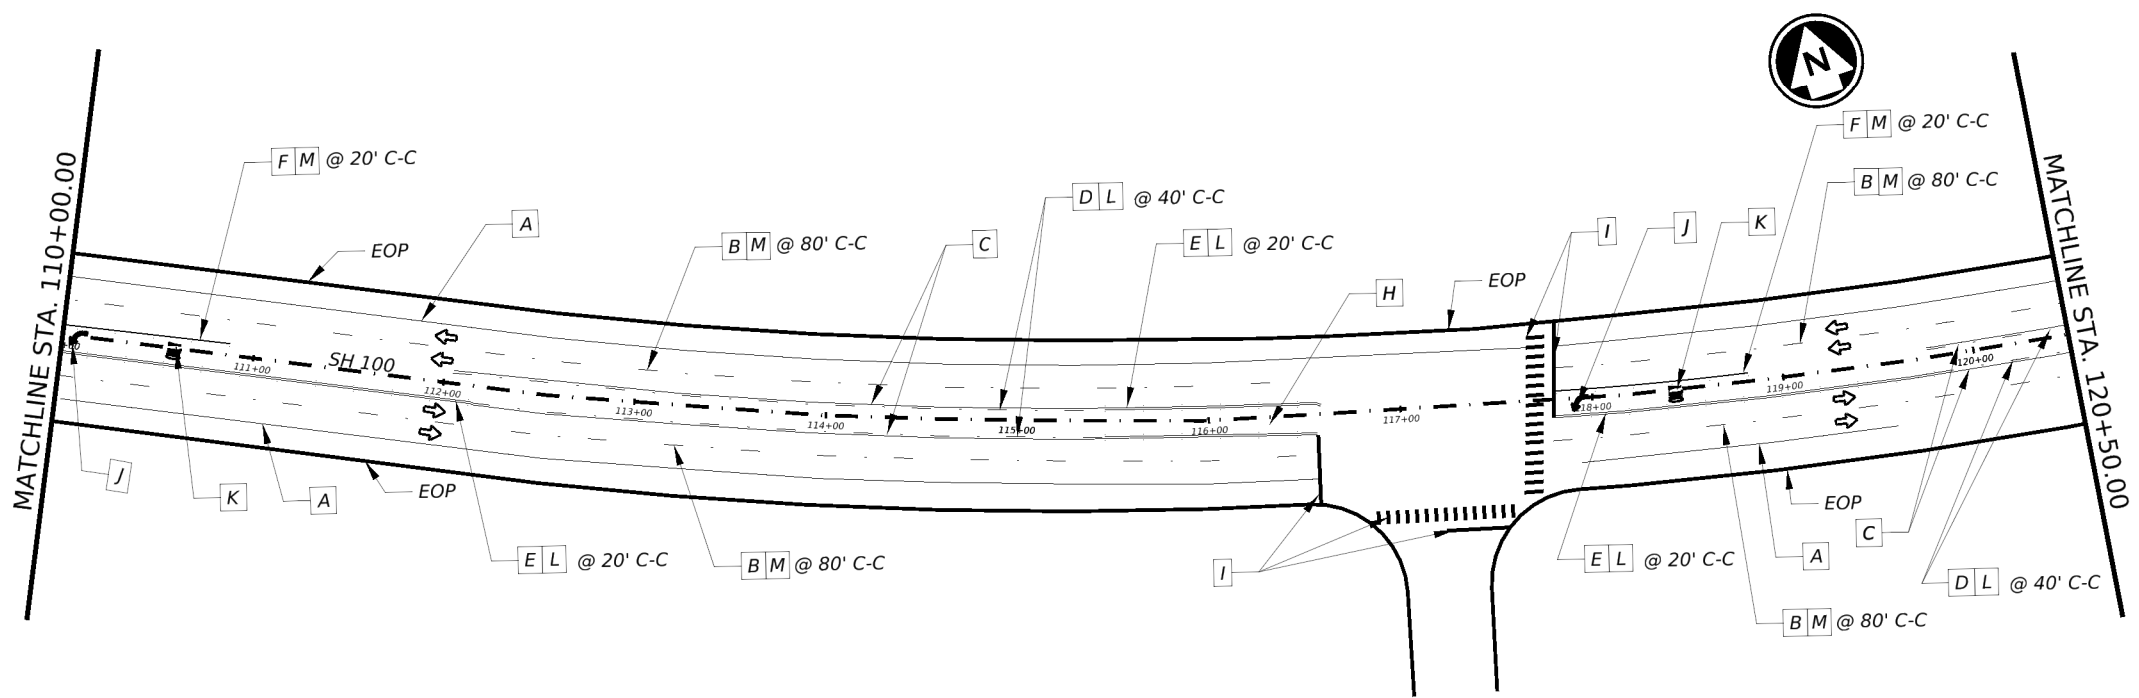 N
MATCHLINE STA. 110+00.00
MATCHLINE STA. 120+50.00
F M @ 20' C-C
A
EOP
B M @ 80' C-C
C
D L @ 40' C-C
E L @ 20' C-C
H
EOP
I
J
K
F M @ 20' C-C
B M @ 80' C-C
SH 100
111+00
112+00
113+00
114+00
115+00
116+00
117+00
118+00
119+00
120+00
J
K
A
EOP
E L @ 20' C-C
B M @ 80' C-C
I
E L @ 20' C-C
B M @ 80' C-C
A
EOP
C
D L @ 40' C-C